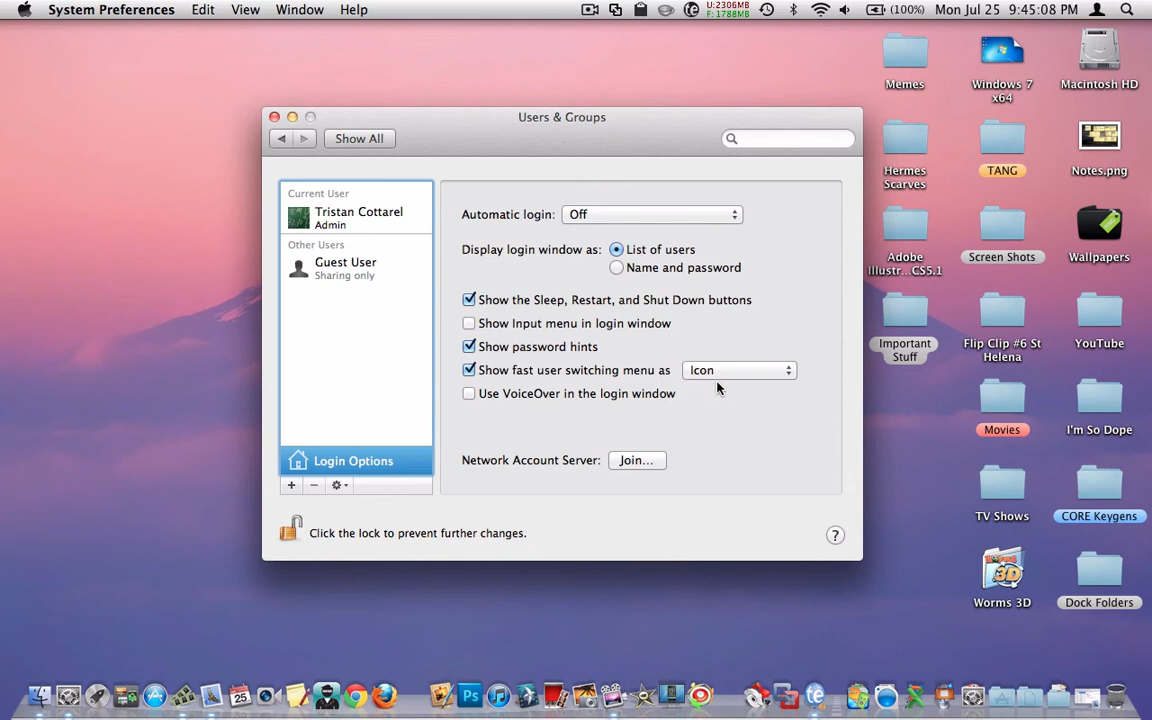 System Preferences Edit View Window Help
U:2306MB
F:1788MB
(100%) Mon Jul 25 9:45:08 PM
Users & Groups
Show All
Current User
Tristan Cottarel
Admin
Other Users
Guest User
Sharing only
Login Options
Automatic login: Off
Display login window as: List of users
Name and password
Show the Sleep, Restart, and Shut Down buttons
Show Input menu in login window
Show password hints
Show fast user switching menu as Icon
Use VoiceOver in the login window
Network Account Server: Join...
Click the lock to prevent further changes.
?
Memes
Windows 7
x64
Macintosh HD
Hermes
Scarves
TANG
Notes.png
Adobe
Illustr...CS5.1
Screen Shots
Wallpapers
Important
Stuff
Flip Clip #6 St
Helena
YouTube
Movies
I'm So Dope
TV Shows
CORE Keygens
Worms 3D
Dock Folders
25
Ps
te